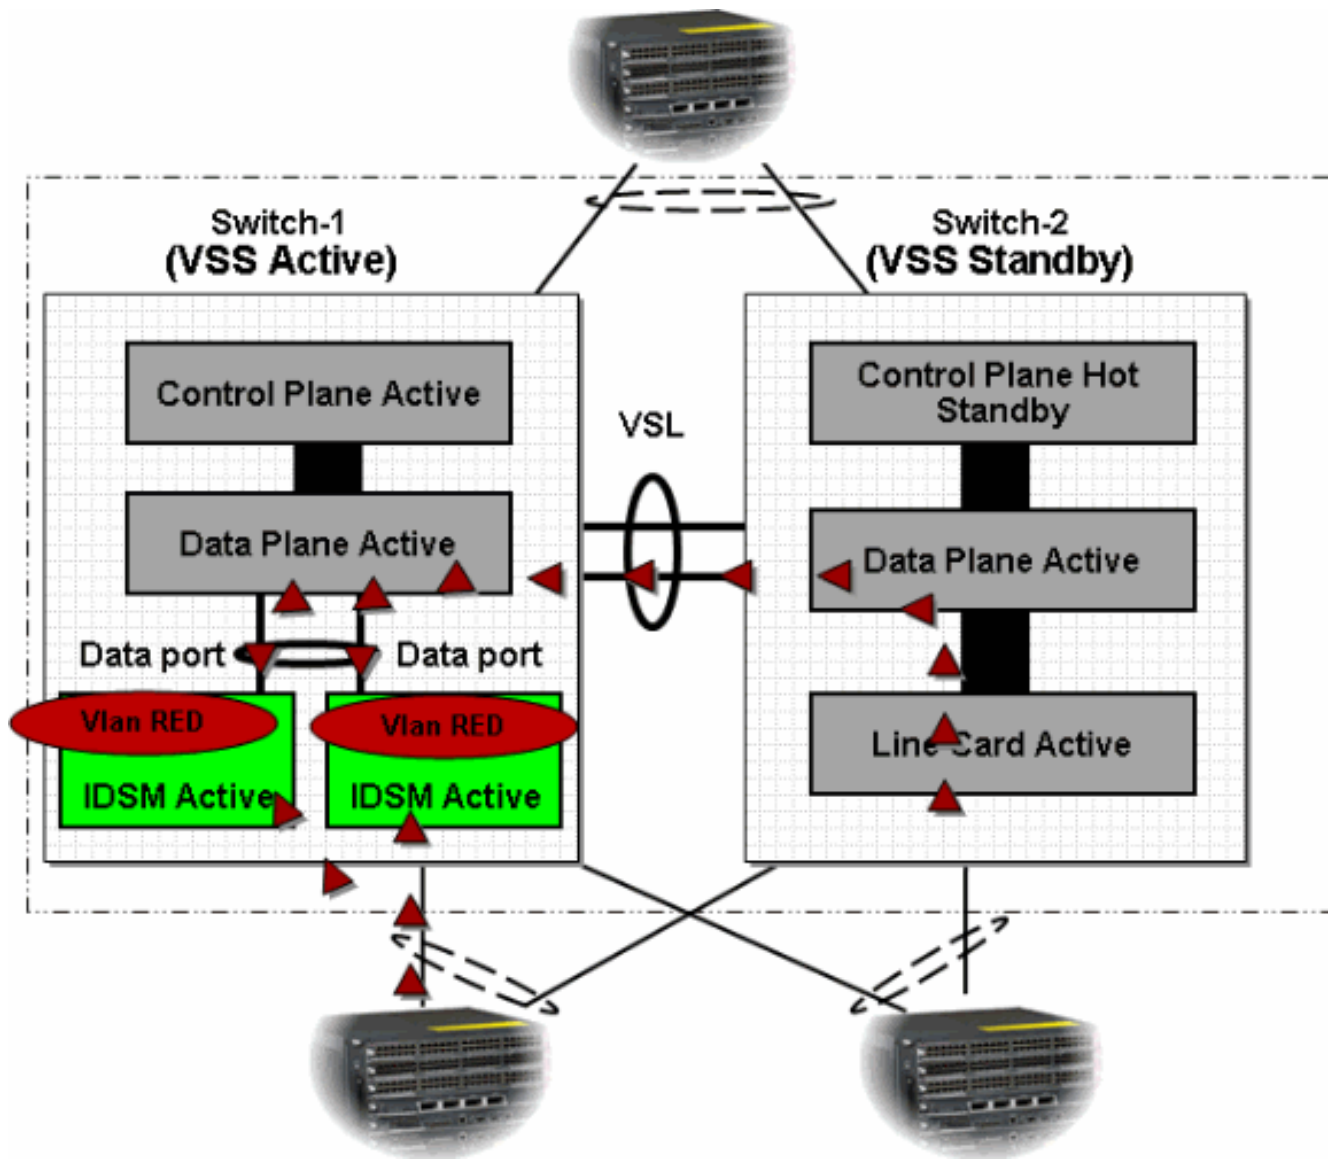 Switch-1
(VSS Active)
Switch-2
(VSS Standby)
Control Plane Active
Control Plane Hot
Standby
VSL
Data Plane Active
Data Plane Active
Data port
Data port
Vlan RED
Vlan RED
Line Card Active
IDSM Active
IDSM Active